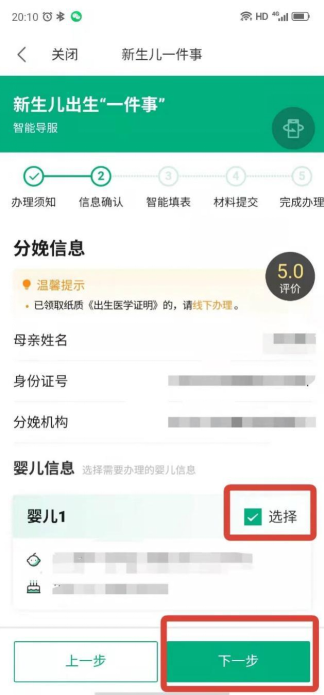 20:10 HD 4G
关闭 新生儿一件事
新生儿出生“一件事”
智能导服
2 3 4 5
办理须知 信息确认 智能填表 材料提交 完成办理
分娩信息
5.0
评价
温馨提示
• 已领取纸质《出生医学证明》的，请线下办理。
母亲姓名
身份证号
分娩机构
婴儿信息 选择需要办理的婴儿信息
婴儿1 选择
上一步 下一步